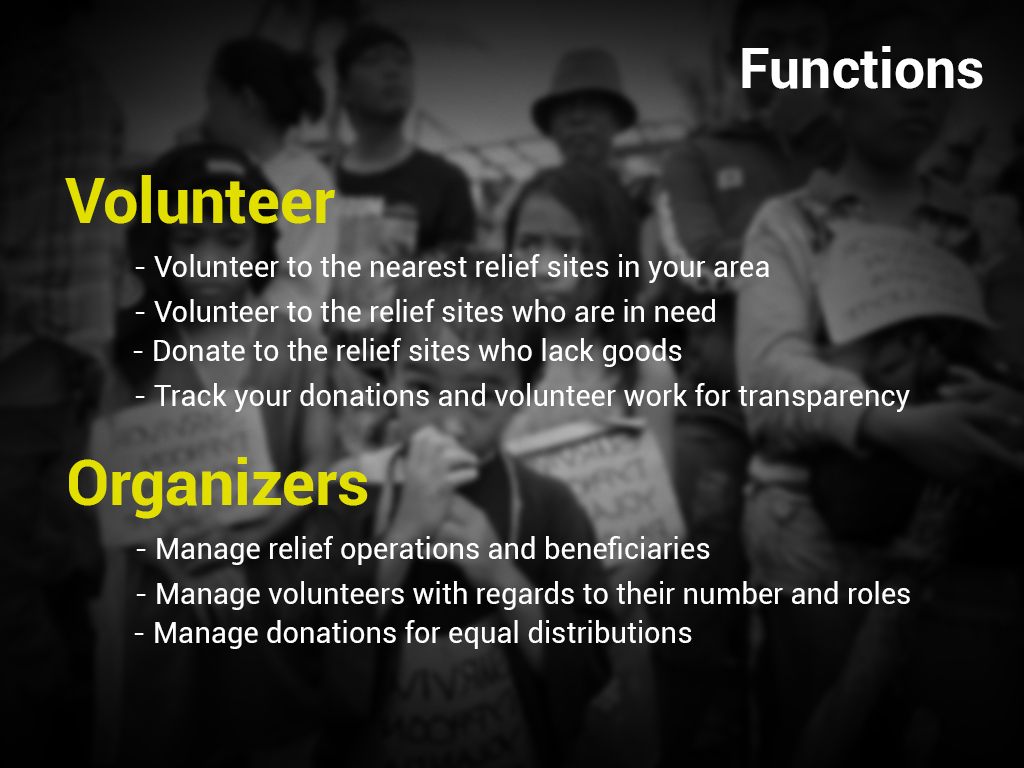 Functions
Volunteer
- Volunteer to the nearest relief sites in your area
- Volunteer to the relief sites who are in need
- Donate to the relief sites who lack goods
- Track your donations and volunteer work for transparency
Organizers
- Manage relief operations and beneficiaries
- Manage volunteers with regards to their number and roles
- Manage donations for equal distributions